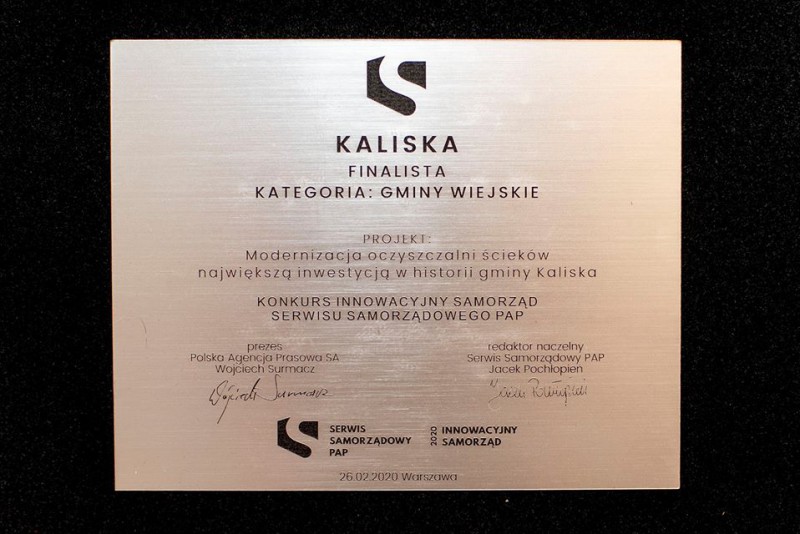 KALISKA
FINALISTA
KATEGORIA: GMINY WIEJSKIE
PROJEKT:
Modernizacja oczyszczalni ścieków
największą inwestycją w historii gminy Kaliska
KONKURS INNOWACYJNY SAMORZĄD
SERWISU SAMORZĄDOWEGO PAP
prezes
Polska Agencja Prasowa SA
Wojciech Surmacz
redaktor naczelny
Serwis Samorządowy PAP
Jacek Pochłopień
Wojciech Surmacz
SERWIS
SAMORZĄDOWY
PAP
2020
INNOWACYJNY
SAMORZĄD
26.02.2020 Warszawa